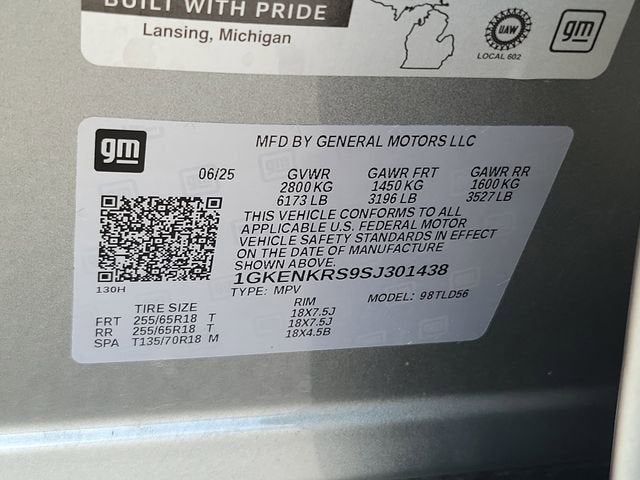 BUILT WITH PRIDE
Lansing, Michigan
UAW
LOCAL 602
gm
gm
MFD BY GENERAL MOTORS LLC
06/25 GVWR GAWR FRT GAWR RR
2800 KG 1450 KG 1600 KG
6173 LB 3196 LB 3527 LB
THIS VEHICLE CONFORMS TO ALL
APPLICABLE U.S. FEDERAL MOTOR
VEHICLE SAFETY STANDARDS IN EFFECT
ON THE DATE OF MANUFACTURE
SHOWN ABOVE.
1GKENKRS9SJ301438
130H
TYPE: MPV MODEL: 98TLD56
TIRE SIZE RIM
FRT 255/65R18 T 18X7.5J
RR 255/65R18 T 18X7.5J
SPA T135/70R18 M 18X4.5B